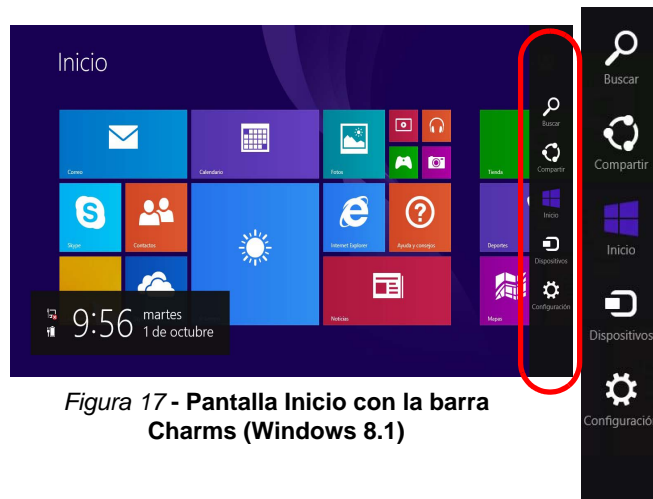 Inicio
Correo
Calendario
Fotos
Tienda
Skype
Contactos
Internet Explorer
Ayuda y consejos
Deportes
Noticias
Mapas
9:56
martes
1 de octubre
Buscar
Compartir
Inicio
Dispositivos
Configuración
Buscar
Compartir
Inicio
Dispositivos
Configuració
Figura 17 - Pantalla Inicio con la barra
Charms (Windows 8.1)